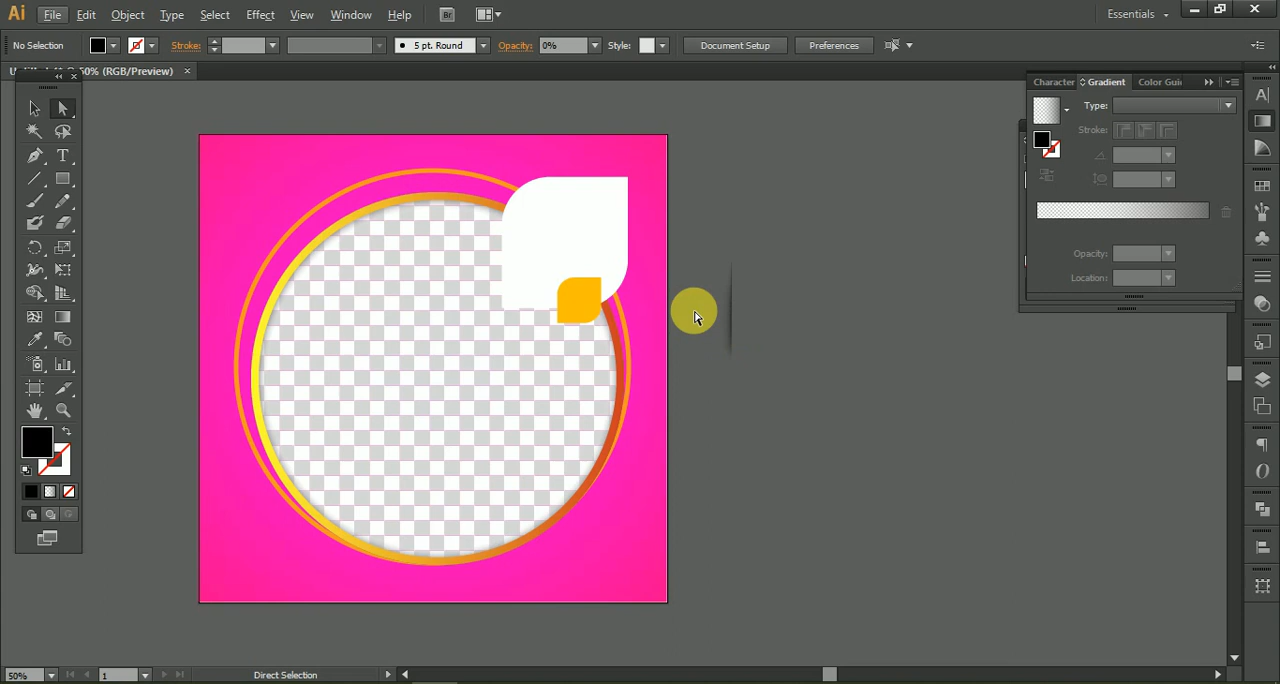 Ai File Edit Object Type Select Effect View Window Help Br Essentials
No Selection Stroke: 5 pt. Round Opacity: 0% Style: Document Setup Preferences
(RGB/Preview)
Character Gradient Color Gui
Type:
Stroke:
Opacity:
Location:
50% 1 Direct Selection